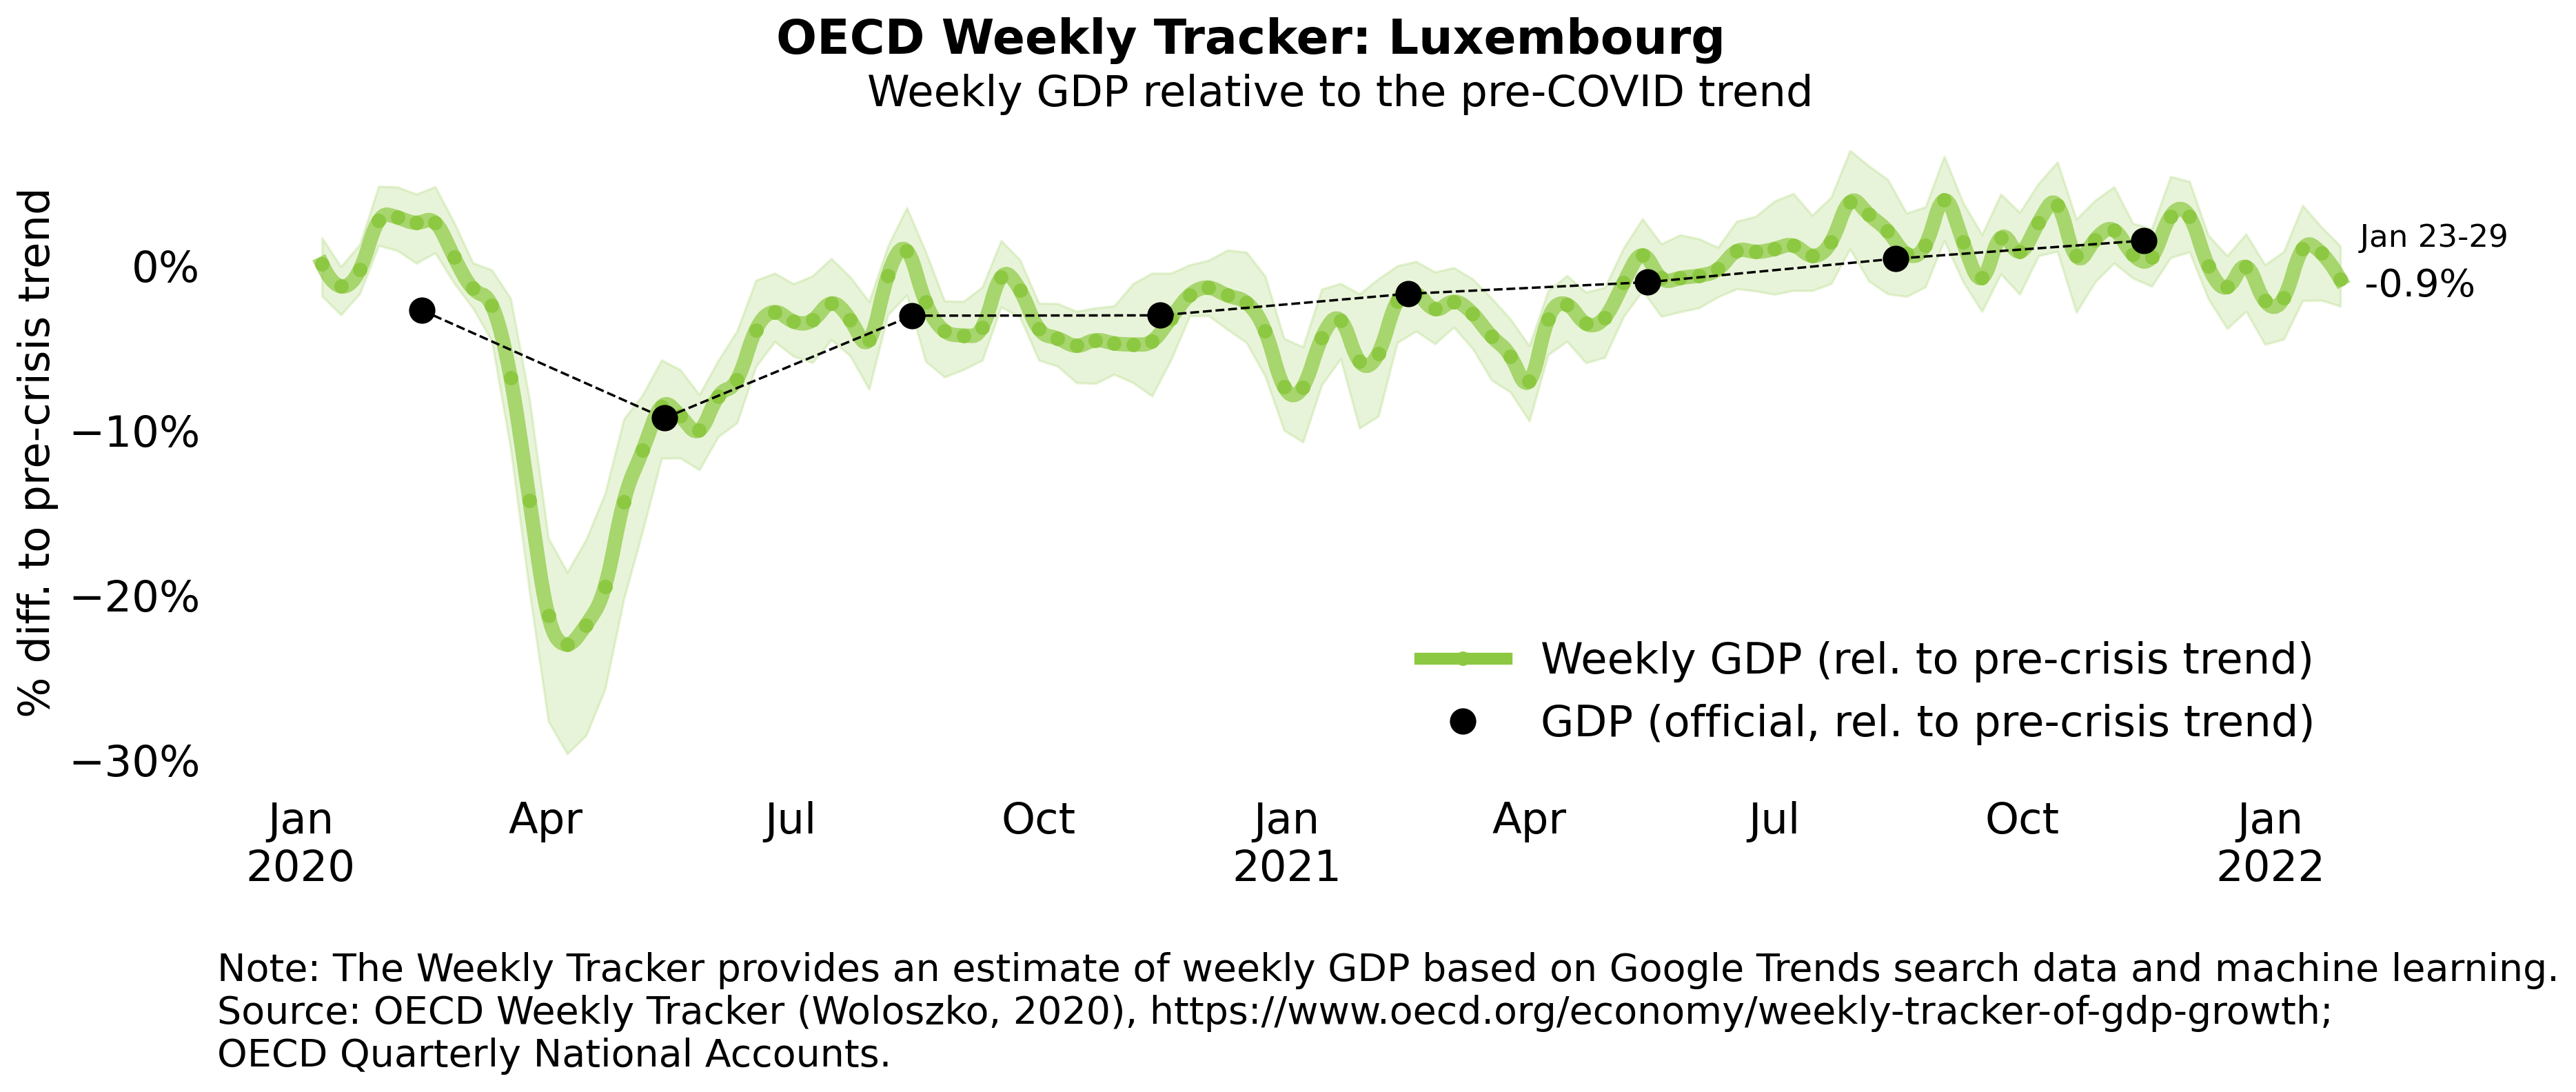 OECD Weekly Tracker: Luxembourg
Weekly GDP relative to the pre-COVID trend
% diff. to pre-crisis trend
0%
−10%
−20%
−30%
Jan 23-29
-0.9%
Weekly GDP (rel. to pre-crisis trend)
GDP (official, rel. to pre-crisis trend)
Jan Apr Jul Oct Jan Apr Jul Oct Jan
2020 2021 2022
Note: The Weekly Tracker provides an estimate of weekly GDP based on Google Trends search data and machine learning.
Source: OECD Weekly Tracker (Woloszko, 2020), https://www.oecd.org/economy/weekly-tracker-of-gdp-growth;
OECD Quarterly National Accounts.